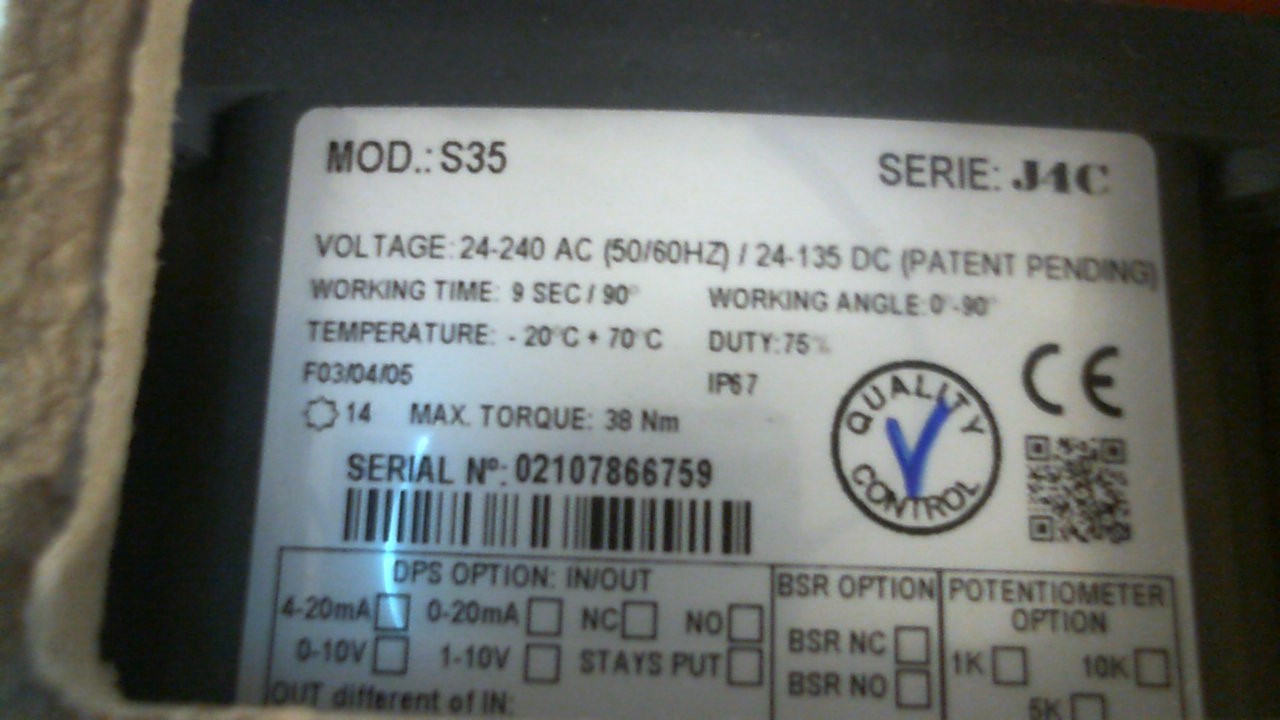 MOD.: S35
SERIE: J4C
VOLTAGE: 24-240 AC (50/60HZ) / 24-135 DC (PATENT PENDING)
WORKING TIME: 9 SEC / 90° WORKING ANGLE: 0°-90°
TEMPERATURE: - 20°C + 70°C DUTY: 75%
F03/04/05 IP67
14 MAX. TORQUE: 38 Nm
QUALITY CONTROL
CE
SERIAL Nº: 02107866759
DPS OPTION: IN/OUT
4-20mA 0-20mA NC NO
0-10V 1-10V STAYS PUT
OUT different of IN:
BSR OPTION
BSR NC
BSR NO
POTENTIOMETER
OPTION
1K 10K
5K